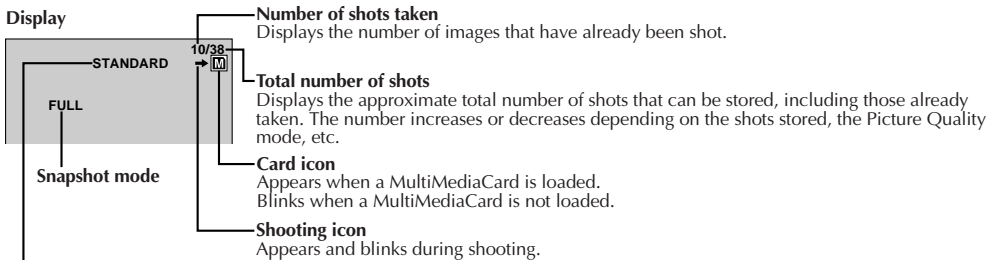 Display
10/38
STANDARD
M
FULL
Snapshot mode
Number of shots taken
Displays the number of images that have already been shot.
Total number of shots
Displays the approximate total number of shots that can be stored, including those already
taken. The number increases or decreases depending on the shots stored, the Picture Quality
mode, etc.
Card icon
Appears when a MultiMediaCard is loaded.
Blinks when a MultiMediaCard is not loaded.
Shooting icon
Appears and blinks during shooting.